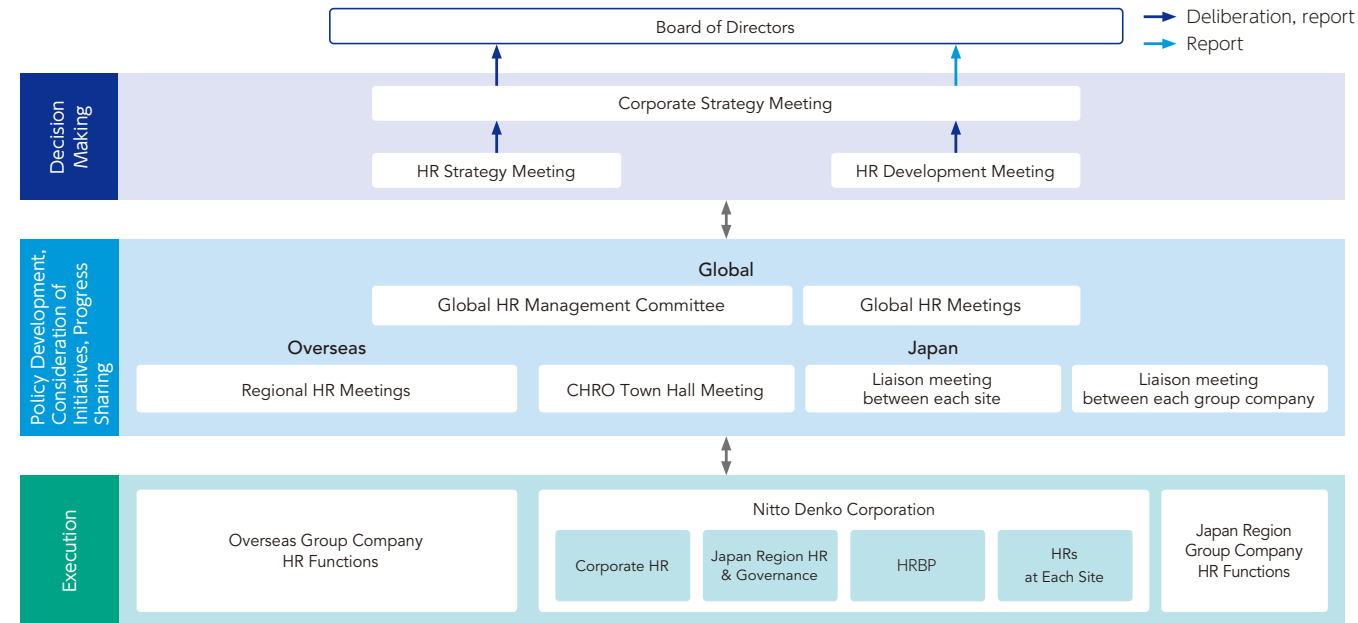 Board of Directors
Deliberation, report
Report
Decision
Making
Corporate Strategy Meeting
HR Strategy Meeting
HR Development Meeting
Policy Development,
Consideration of
Initiatives, Progress
Sharing
Global
Global HR Management Committee
Global HR Meetings
Overseas
Japan
Regional HR Meetings
CHRO Town Hall Meeting
Liaison meeting
between each site
Liaison meeting
between each group company
Execution
Overseas Group Company
HR Functions
Nitto Denko Corporation
Corporate HR
Japan Region HR
& Governance
HRBP
HRs
at Each Site
Japan Region
Group Company
HR Functions